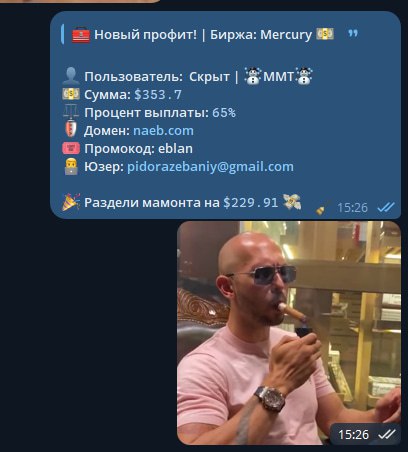 Новый профит! | Биржа: Mercury
Пользователь: Скрыт | ММТ
Сумма: $353.7
Процент выплаты: 65%
Домен: naeb.com
Промокод: eblan
Юзер: pidorazebaniy@gmail.com
Раздели мамонта на $229.91
15:26
15:26